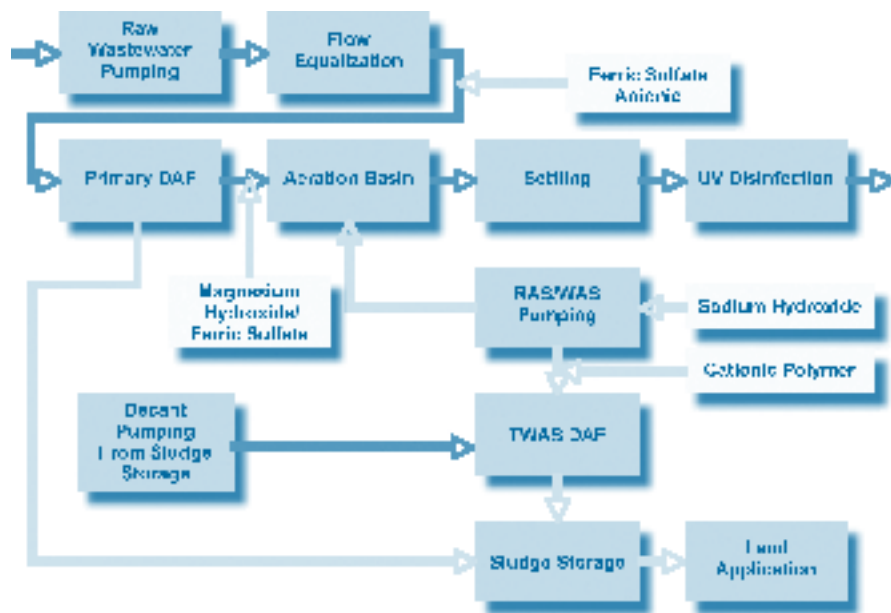 Raw
Wastewater
Pumping
Flow
Equalization
Ferric Sulfate
Anionic
Primary DAF
Aeration Basin
Settling
UV Disinfection
Magnesium
Hydroxide/
Ferric Sulfate
RAS/WAS
Pumping
Sodium Hydroxide
Cationic Polymer
Decant
Pumping
From Sludge
Storage
TWAS DAF
Sludge Storage
Land
Application